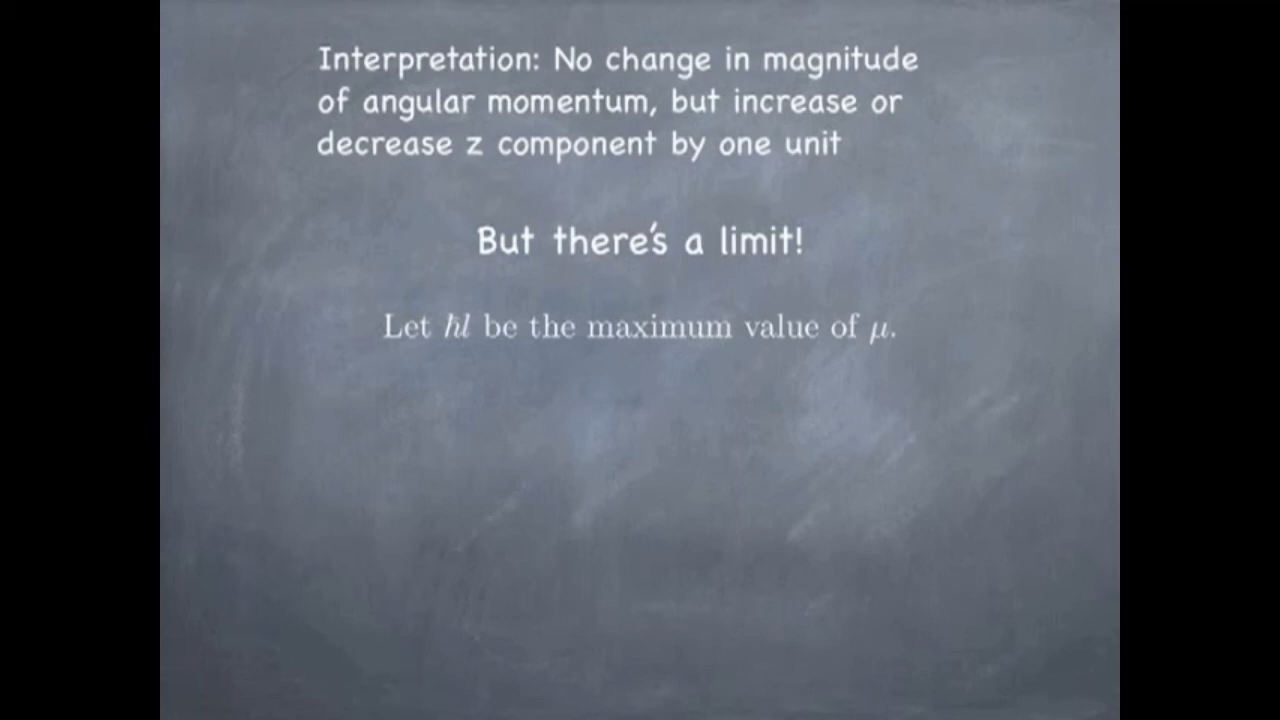 Interpretation: No change in magnitude
of angular momentum, but increase or
decrease z component by one unit
But there's a limit!
Let ħl be the maximum value of μ.